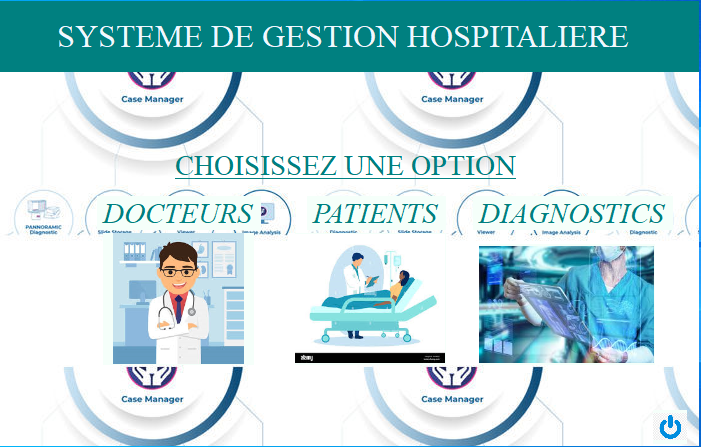 SYSTEME DE GESTION HOSPITALIERE
Case Manager Case Manager
CHOISISSEZ UNE OPTION
DOCTEURS PATIENTS DIAGNOSTICS
PANNORAMIC
Diagnostic Slide Storage Viewer Image Analysis Diagnostic Slide Storage Viewer Image Analysis Diagnostic
alamy
Case Manager Case Manager